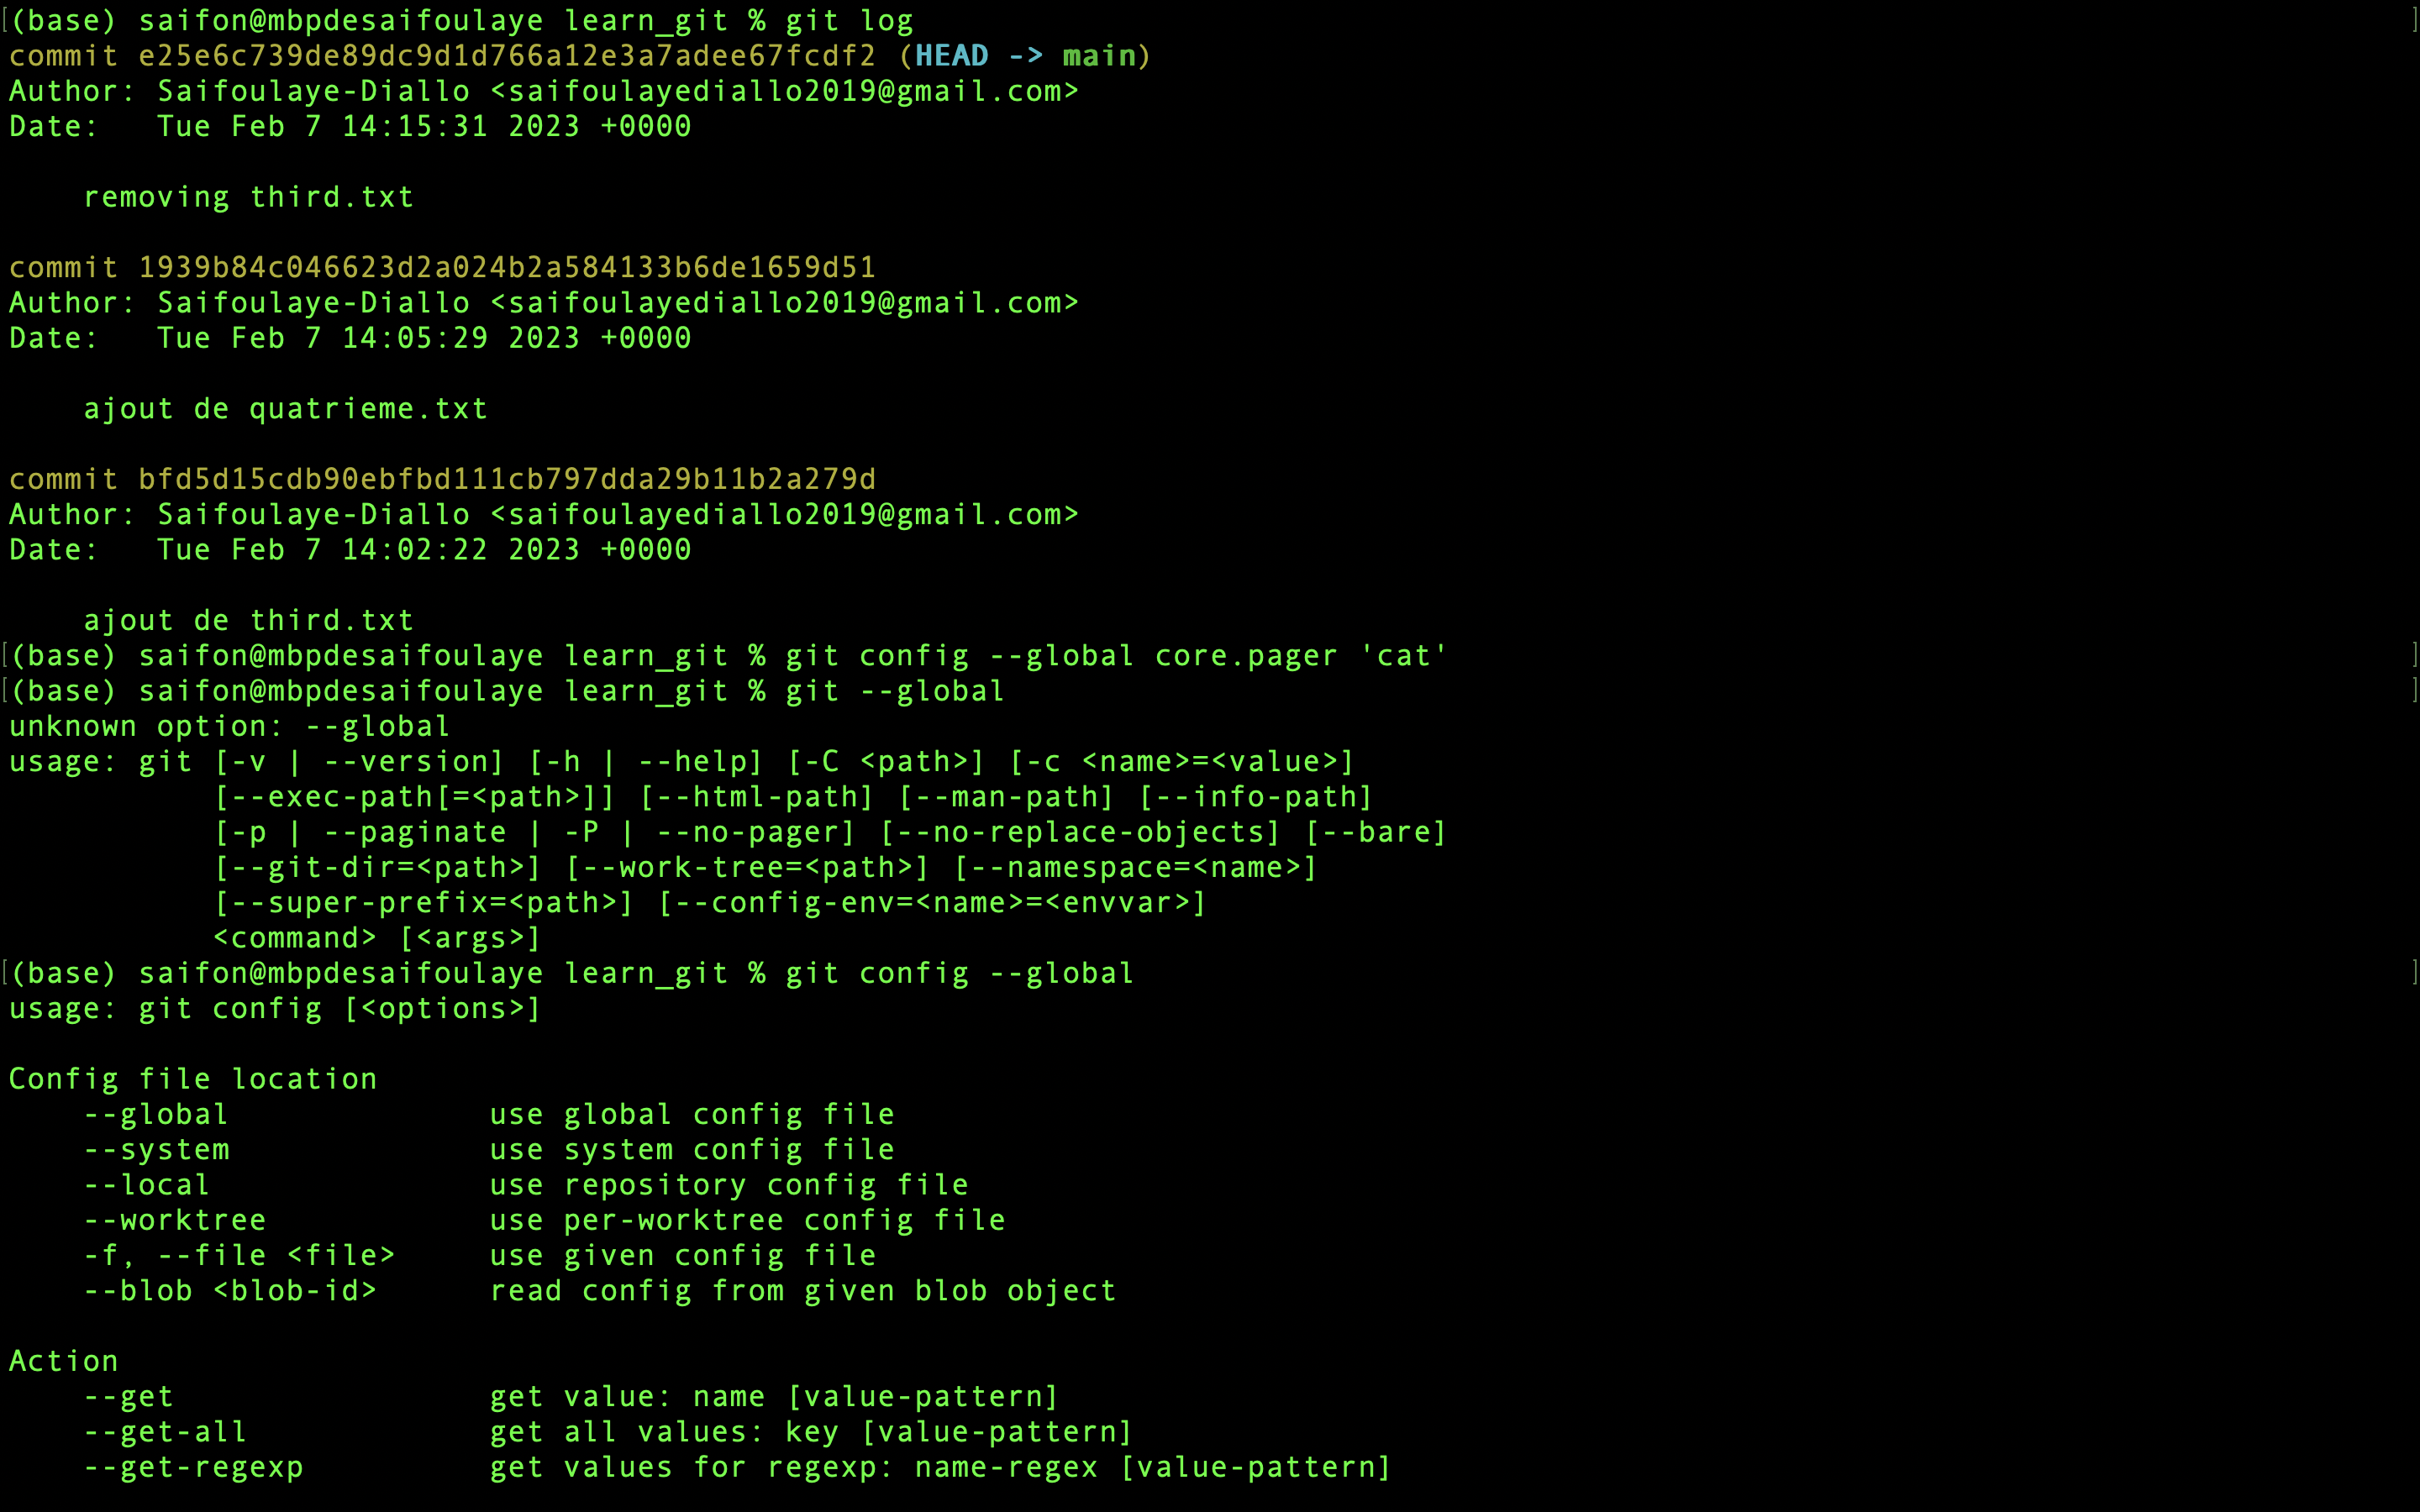 [(base) saifon@mbpdesaifoulaye learn_git % git log ]
commit e25e6c739de89dc9d1d766a12e3a7adee67fcdf2 (HEAD -> main)
Author: Saifoulaye-Diallo <saifoulayediallo2019@gmail.com>
Date:   Tue Feb 7 14:15:31 2023 +0000

    removing third.txt

commit 1939b84c046623d2a024b2a584133b6de1659d51
Author: Saifoulaye-Diallo <saifoulayediallo2019@gmail.com>
Date:   Tue Feb 7 14:05:29 2023 +0000

    ajout de quatrieme.txt

commit bfd5d15cdb90ebfbd111cb797dda29b11b2a279d
Author: Saifoulaye-Diallo <saifoulayediallo2019@gmail.com>
Date:   Tue Feb 7 14:02:22 2023 +0000

    ajout de third.txt
[(base) saifon@mbpdesaifoulaye learn_git % git config --global core.pager 'cat' ]
[(base) saifon@mbpdesaifoulaye learn_git % git --global ]
unknown option: --global
usage: git [-v | --version] [-h | --help] [-C <path>] [-c <name>=<value>]
           [--exec-path[=<path>]] [--html-path] [--man-path] [--info-path]
           [-p | --paginate | -P | --no-pager] [--no-replace-objects] [--bare]
           [--git-dir=<path>] [--work-tree=<path>] [--namespace=<name>]
           [--super-prefix=<path>] [--config-env=<name>=<envvar>]
           <command> [<args>]
[(base) saifon@mbpdesaifoulaye learn_git % git config --global ]
usage: git config [<options>]

Config file location
    --global              use global config file
    --system              use system config file
    --local               use repository config file
    --worktree            use per-worktree config file
    -f, --file <file>     use given config file
    --blob <blob-id>      read config from given blob object

Action
    --get                 get value: name [value-pattern]
    --get-all             get all values: key [value-pattern]
    --get-regexp          get values for regexp: name-regex [value-pattern]